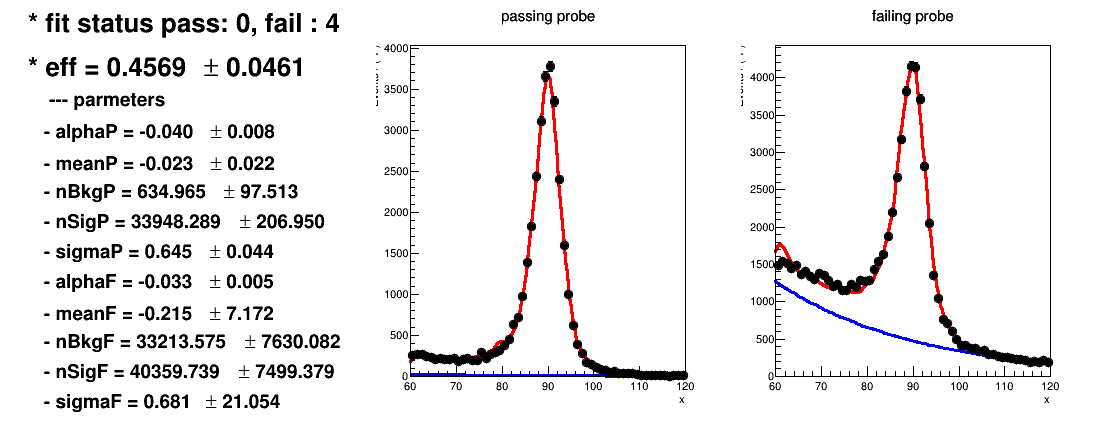 * fit status pass: 0, fail : 4
* eff = 0.4569 ± 0.0461
--- parmeters
- alphaP = -0.040 ± 0.008
- meanP = -0.023 ± 0.022
- nBkgP = 634.965 ± 97.513
- nSigP = 33948.289 ± 206.950
- sigmaP = 0.645 ± 0.044
- alphaF = -0.033 ± 0.005
- meanF = -0.215 ± 7.172
- nBkgF = 33213.575 ± 7630.082
- nSigF = 40359.739 ± 7499.379
- sigmaF = 0.681 ± 21.054
passing probe
4000
3500
3000
2500
2000
1500
1000
500
0
60 70 80 90 100 110 120
x
failing probe
4000
3500
3000
2500
2000
1500
1000
500
0
60 70 80 90 100 110 120
x